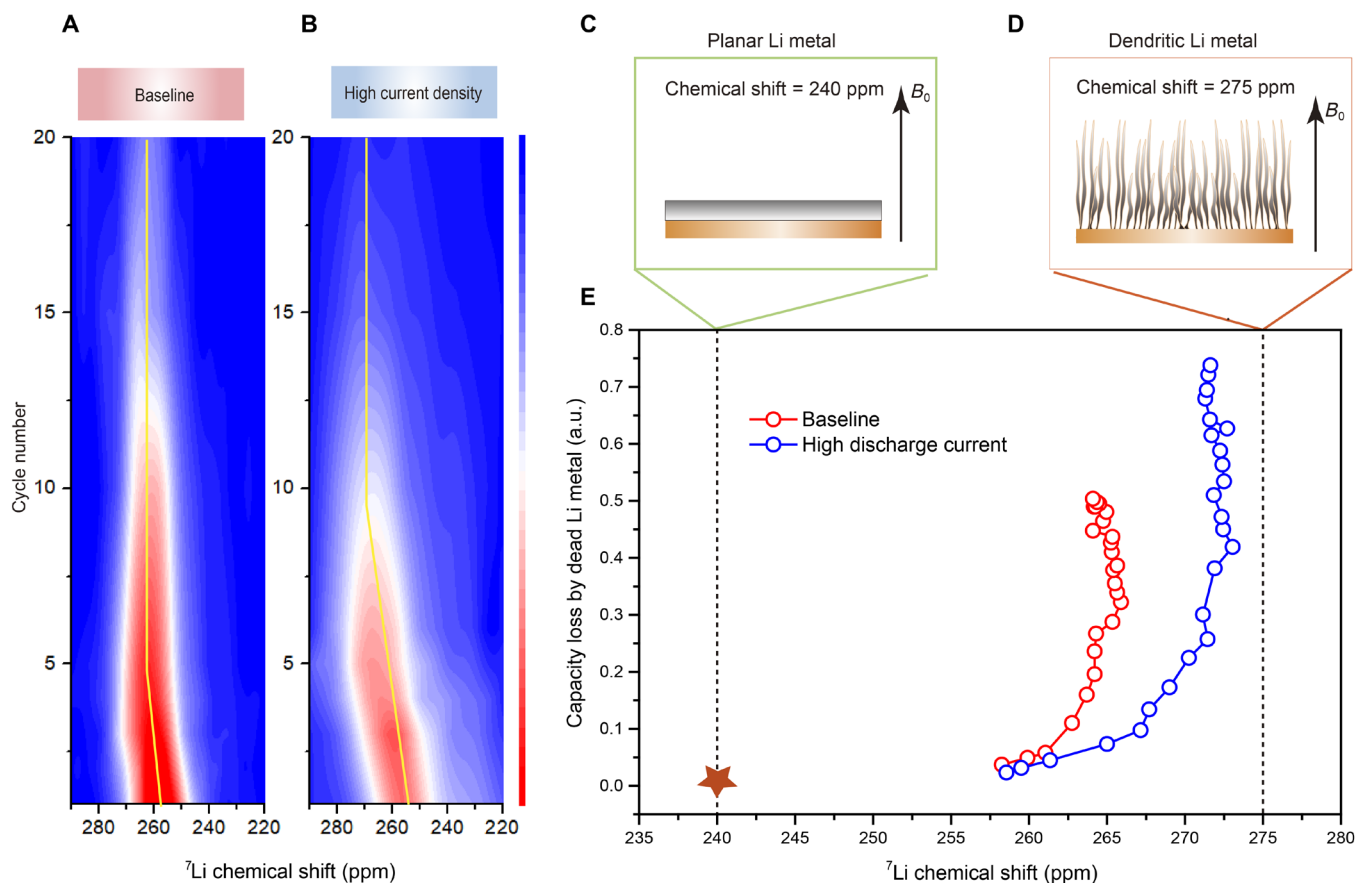 A
Baseline
B
High current density
C
Planar Li metal
Chemical shift = 240 ppm
B0
D
Dendritic Li metal
Chemical shift = 275 ppm
B0
Cycle number
20
15
10
5
280 260 240 220
20
15
10
5
280 260 240 220
⁷Li chemical shift (ppm)
E
Capacity loss by dead Li metal (a.u.)
0.8
0.7
0.6
0.5
0.4
0.3
0.2
0.1
0.0
Baseline
High discharge current
235 240 245 250 255 260 265 270 275 280
⁷Li chemical shift (ppm)